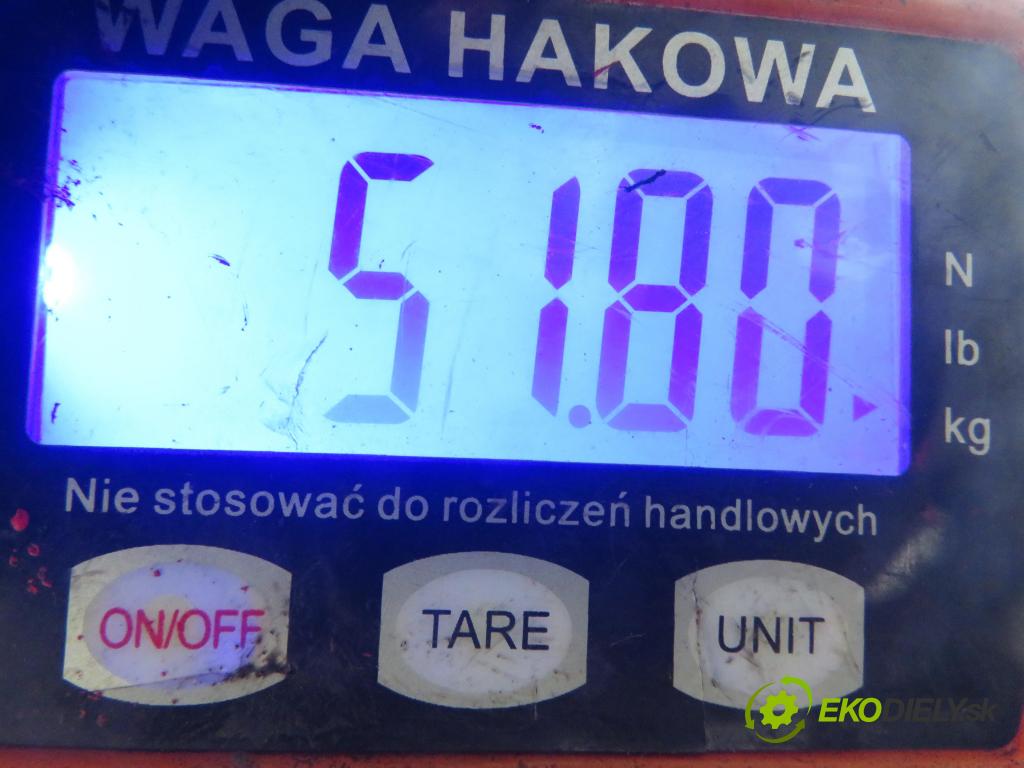 WAGA HAKOWA
51.80
N
lb
kg
Nie stosować do rozliczeń handlowych
ON/OFF TARE UNIT
EKODIELY.sk